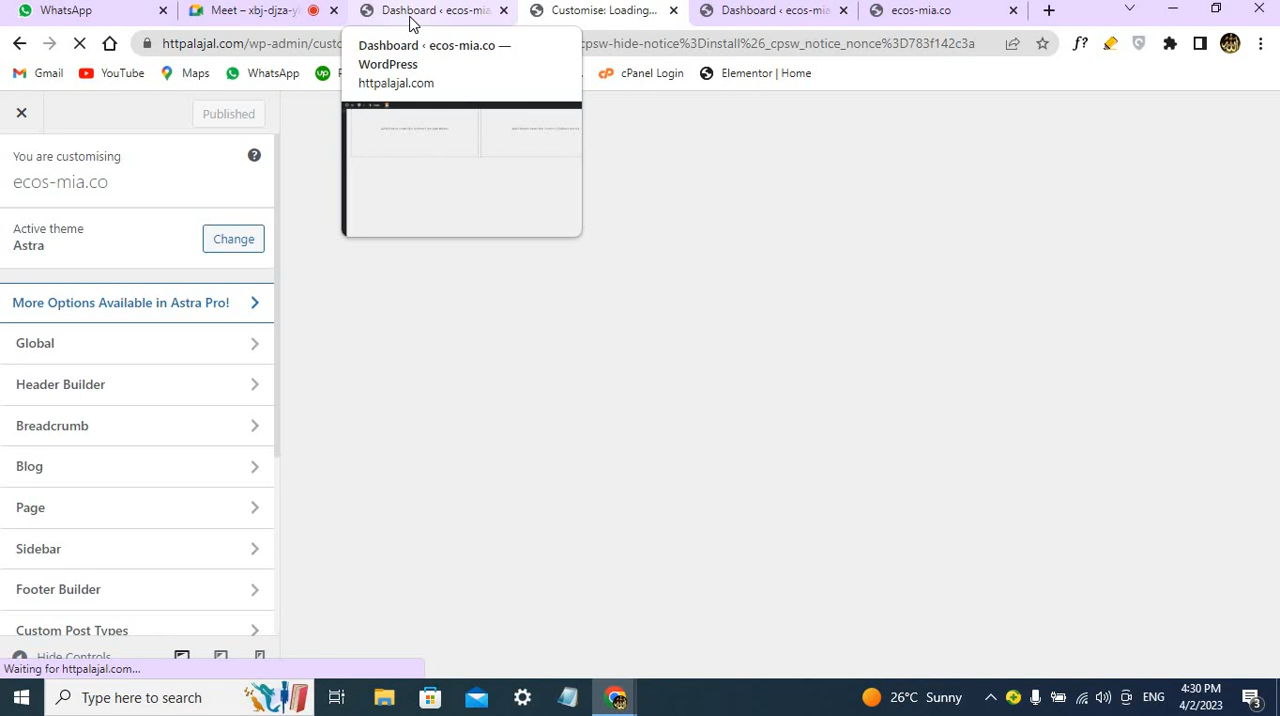 WhatsApp
Meet – xbj-djza-y
Dashboard ‹ ecos-mia.
Customise: Loading...
Dashboard ‹ ecos-mia
ecos-mia.co
httpalajal.com/wp-admin/custo
cpsw-hide-notice%3Dinstall%26_cpsw_notice_nonce%3D783f142c3a
Gmail
YouTube
Maps
WhatsApp
cPanel Login
Elementor | Home
Dashboard ‹ ecos-mia.co —
WordPress
httpalajal.com
Published
You are customising
ecos-mia.co
Active theme
Astra
Change
More Options Available in Astra Pro!
Global
Header Builder
Breadcrumb
Blog
Page
Sidebar
Footer Builder
Custom Post Types
Hide Controls
Waiting for httpalajal.com...
Type here to search
26°C Sunny
ENG
4:30 PM
4/2/2023
3